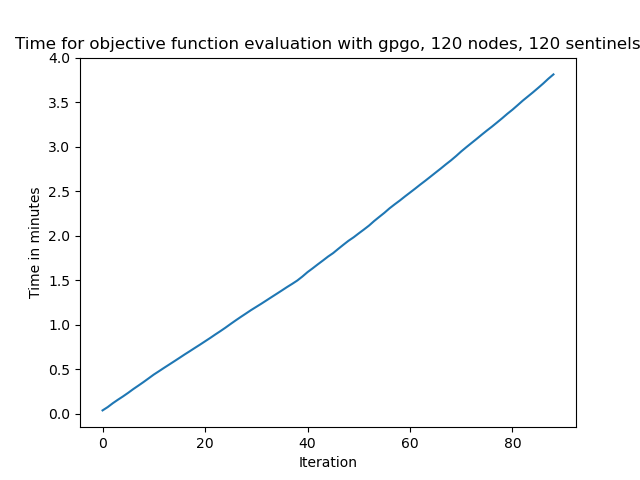 Time for objective function evaluation with gpgo, 120 nodes, 120 sentinels
4.0
3.5
3.0
2.5
2.0
1.5
1.0
0.5
0.0
Time in minutes
0 20 40 60 80
Iteration